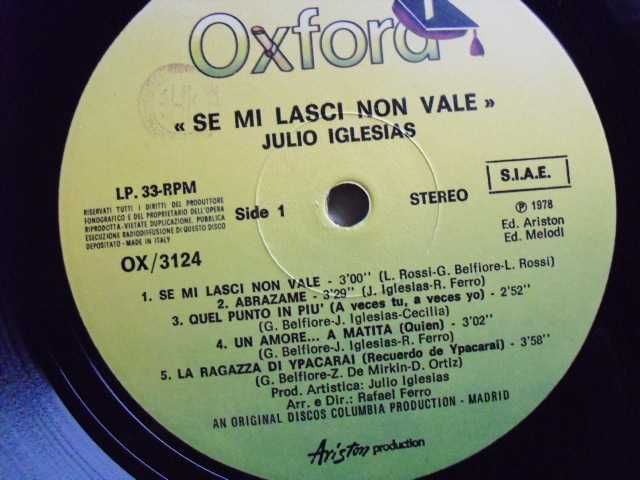 Oxford
« SE MI LASCI NON VALE »
JULIO IGLESIAS
LP. 33-RPM
RISERVATI TUTTI I DIRITTI DEL PRODUTTORE
FONOGRAFICO E DEL PROPRIETARIO DELL'OPERA
RIPRODOTTA - VIETATE DUPLICAZIONE, PUBBLICA
ESECUZIONE RADIODIFFUSIONE DI QUESTO DISCO
DEPOSITATO - MADE IN ITALY
Side 1
STEREO
S.I.A.E.
℗ 1978
Ed. Ariston
Ed. Melodi
OX/3124
1. SE MI LASCI NON VALE - 3'00" (L. Rossi-G. Belfiore-L. Rossi)
2. ABRAZAME - 3'29" (J. Iglesias-R. Ferro)
3. QUEL PUNTO IN PIU' (A veces tu, a veces yo) - 2'52"
(G. Belfiore-J. Iglesias-Cecilia)
4. UN AMORE... A MATITA (Quien) - 3'02"
(G. Belfiore-J. Iglesias-R. Ferro)
5. LA RAGAZZA DI YPACARAI (Recuerdo de Ypacarai) - 3'58"
(G. Belfiore-Z. De Mirkin-D. Ortiz)
Prod. Artistica: Julio Iglesias
Arr. e Dir.: Rafael Ferro
AN ORIGINAL DISCOS COLUMBIA PRODUCTION - MADRID
Ariston production